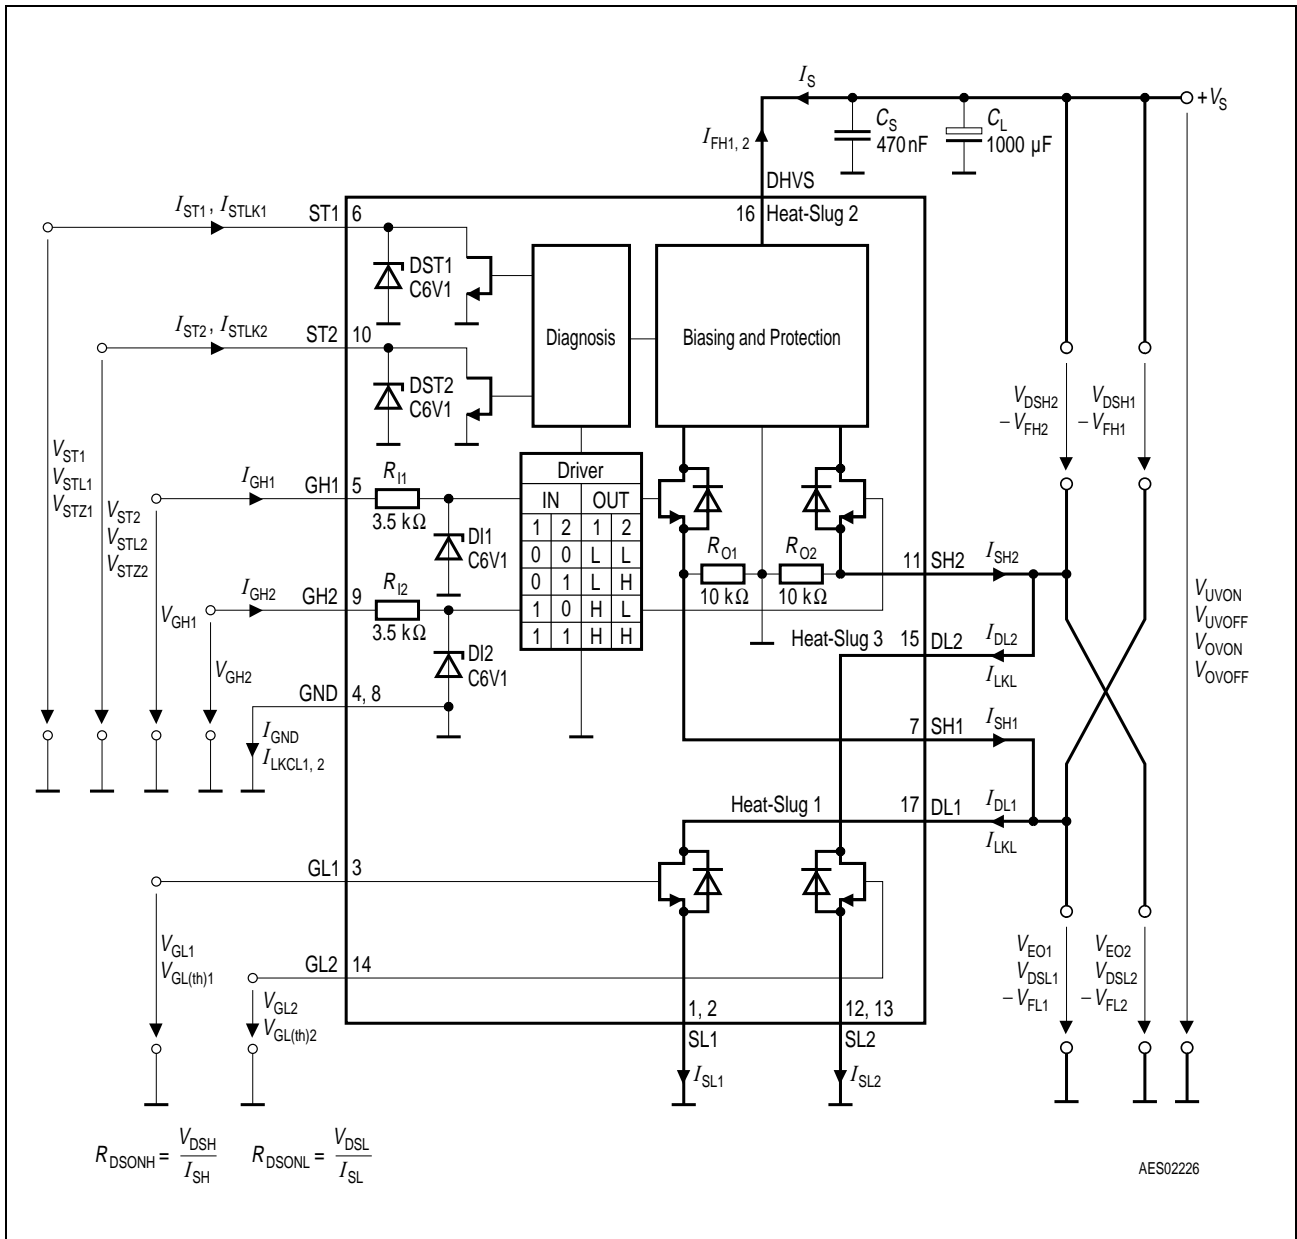 I_S
+V_S
C_S
470 nF
C_L
1000 µF
I_FH1, 2
DHVS
16 Heat-Slug 2
I_ST1, I_STLK1
ST1 6
DST1
C6V1
I_ST2, I_STLK2
ST2 10
DST2
C6V1
Diagnosis
Biasing and Protection
V_DSH2
−V_FH2
V_DSH1
−V_FH1
V_ST1
V_STL1
V_STZ1
V_ST2
V_STL2
V_STZ2
I_GH1
GH1 5
R_I1
3.5 kΩ
DI1
C6V1
Driver
IN OUT
1 2 1 2
0 0 L L
0 1 L H
1 0 H L
1 1 H H
R_O1
10 kΩ
R_O2
10 kΩ
11 SH2
I_SH2
V_GH1
I_GH2
GH2 9
R_I2
3.5 kΩ
DI2
C6V1
V_GH2
GND 4, 8
I_GND
I_LKCL1, 2
Heat-Slug 3 15 DL2
I_DL2
I_LKL
7 SH1
I_SH1
Heat-Slug 1 17 DL1
I_DL1
I_LKL
V_UVON
V_UVOFF
V_OVON
V_OVOFF
GL1 3
V_GL1
V_GL(th)1
GL2 14
V_GL2
V_GL(th)2
V_EO1
V_DSL1
−V_FL1
V_EO2
V_DSL2
−V_FL2
1, 2
SL1
I_SL1
12, 13
SL2
I_SL2
R_DSONH = V_DSH / I_SH
R_DSONL = V_DSL / I_SL
AES02226